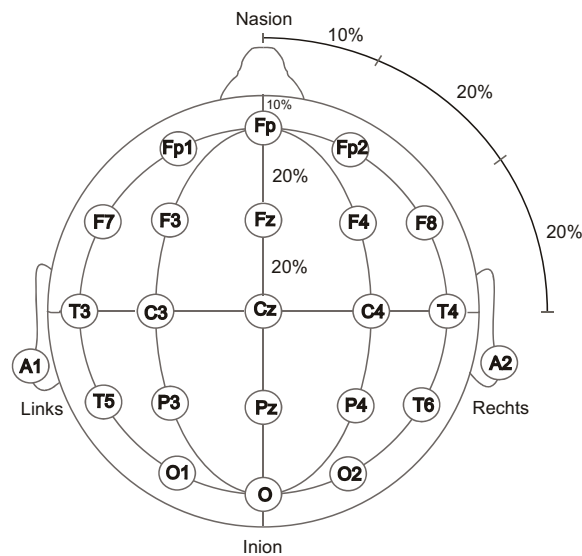 Nasion
10%
10%
Fp
20%
Fp1
Fp2
20%
F7
F3
Fz
F4
F8
20%
20%
T3
C3
Cz
C4
T4
A1
A2
Links
T5
P3
Pz
P4
T6
Rechts
O1
O2
O
Inion